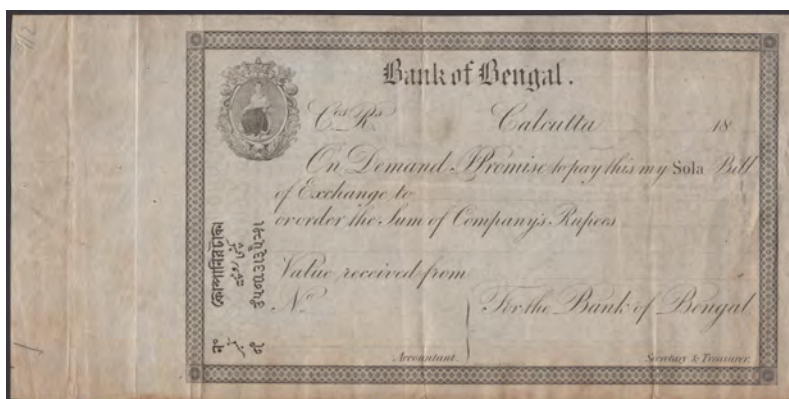 Bank of Bengal.
Co.s Rs Calcutta 18
On Demand I Promise to pay this my Sola Bill
of Exchange to
or order the Sum of Company's Rupees
Value received from
No. For the Bank of Bengal
Accountant. Secretary & Treasurer.